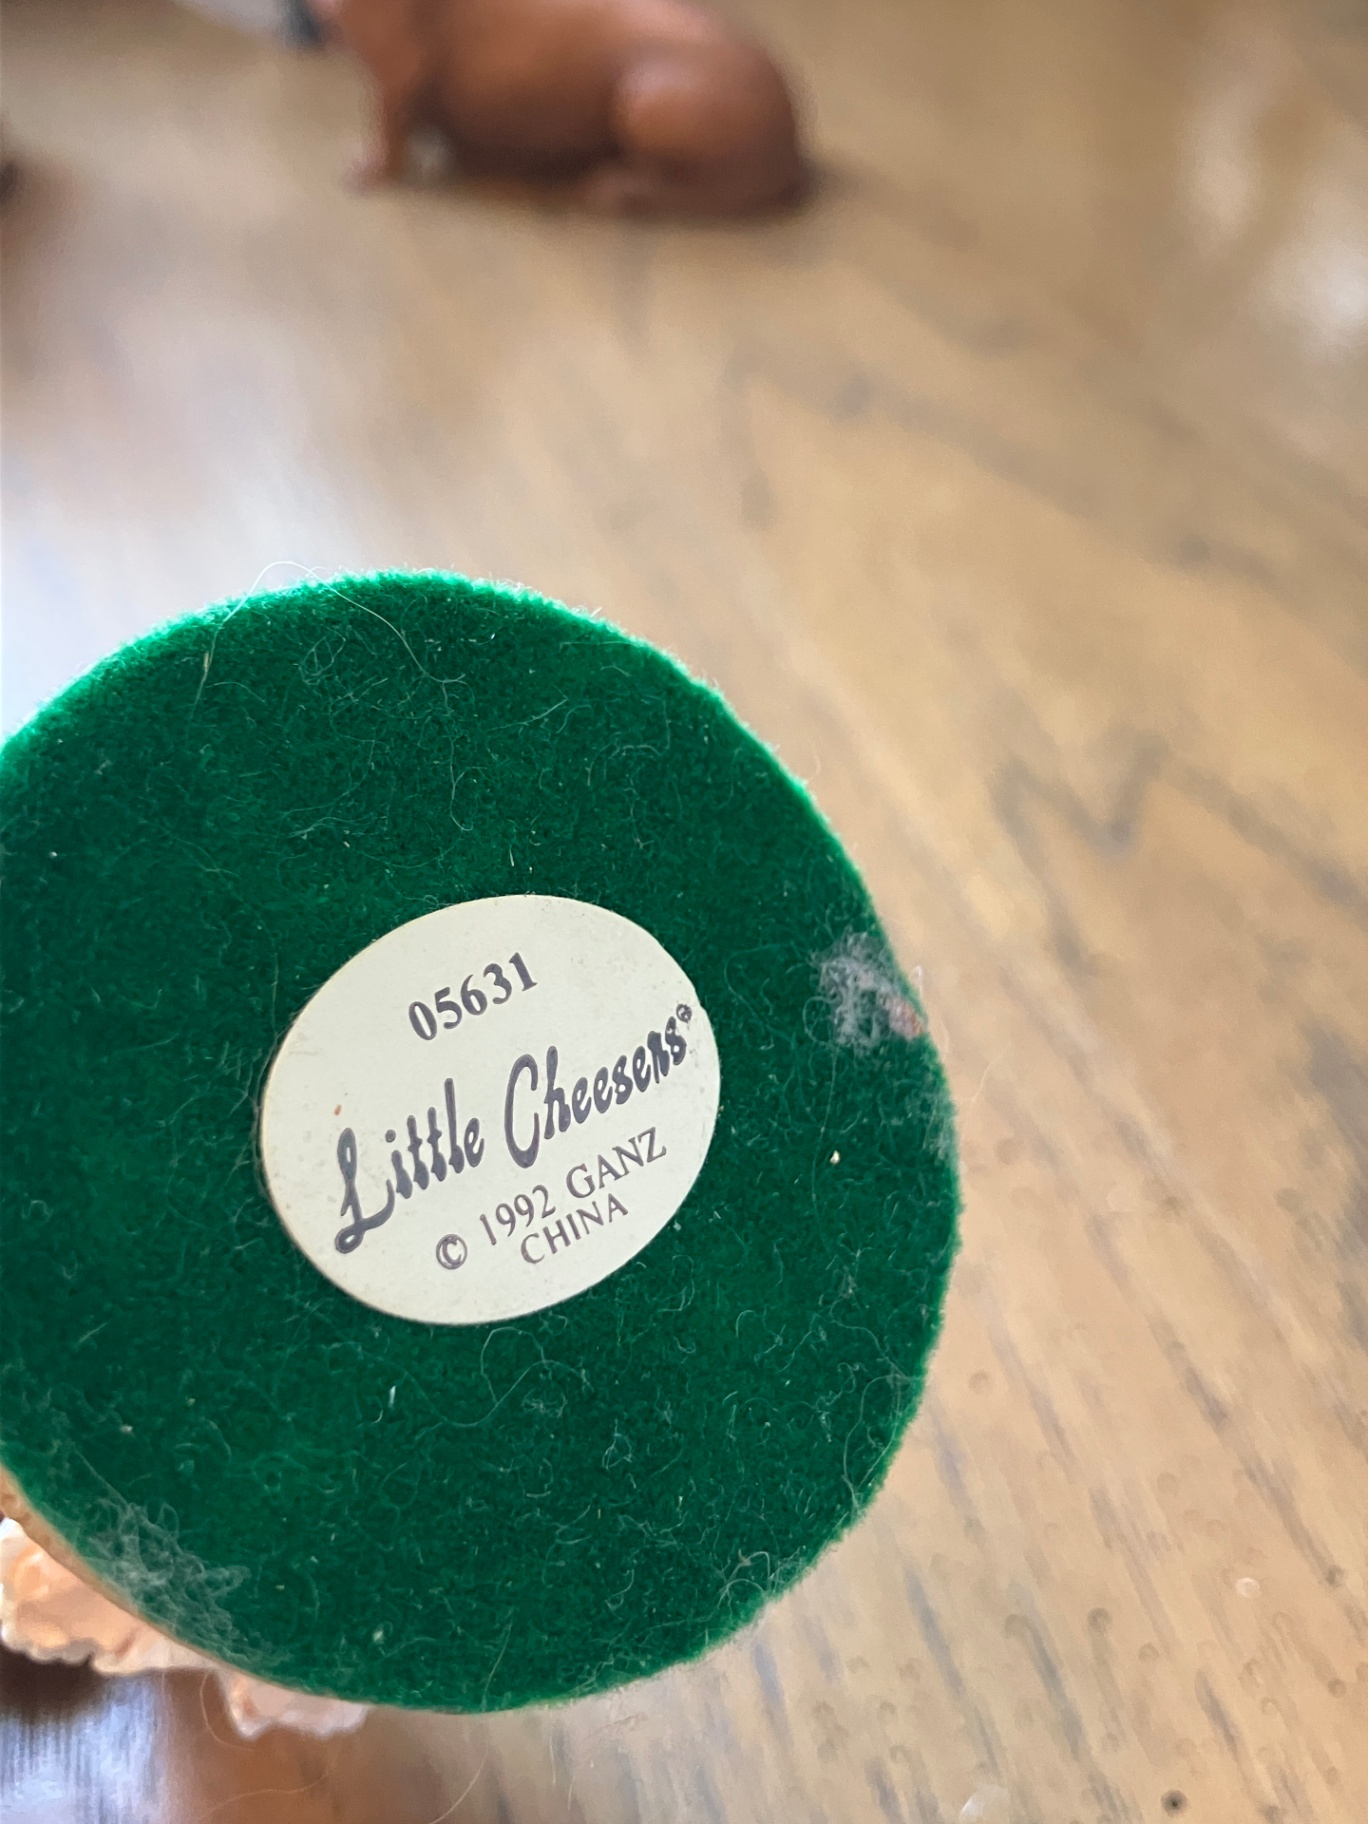 05631
Little Cheesers®
© 1992 GANZ
CHINA